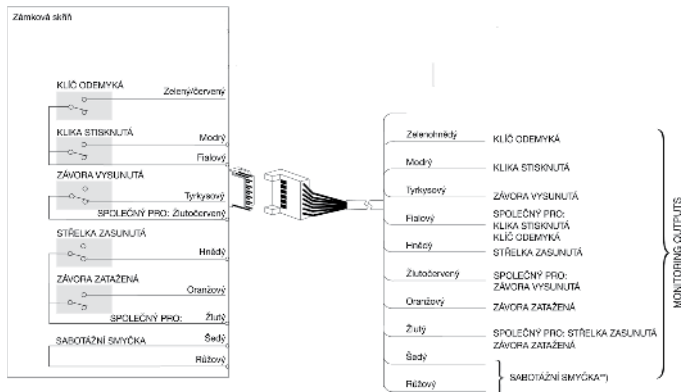 Zámková skříň
KLÍČ ODEMYKÁ
Zelený/červený
KLIKA STISKNUTÁ
Modrý
Fialový
ZÁVORA VYSUNUTÁ
Tyrkysový
SPOLEČNÝ PRO: Žlutočervený
STŘELKA ZASUNUTÁ
Hnědý
ZÁVORA ZATAŽENÁ
Oranžový
SPOLEČNÝ PRO: Žlutý
SABOTÁŽNÍ SMYČKA
Šedý
Růžový
Zelenohnědý KLÍČ ODEMYKÁ
Modrý KLIKA STISKNUTÁ
Tyrkysový ZÁVORA VYSUNUTÁ
Fialový SPOLEČNÝ PRO:
KLIKA STISKNUTÁ
KLÍČ ODEMYKÁ
Hnědý STŘELKA ZASUNUTÁ
Žlutočervený SPOLEČNÝ PRO:
ZÁVORA VYSUNUTÁ
Oranžový ZÁVORA ZATAŽENÁ
Žlutý SPOLEČNÝ PRO: STŘELKA ZASUNUTÁ
ZÁVORA ZATAŽENÁ
Šedý
SABOTÁŽNÍ SMYČKA**)
Růžový
MONITORING OUTPUTS